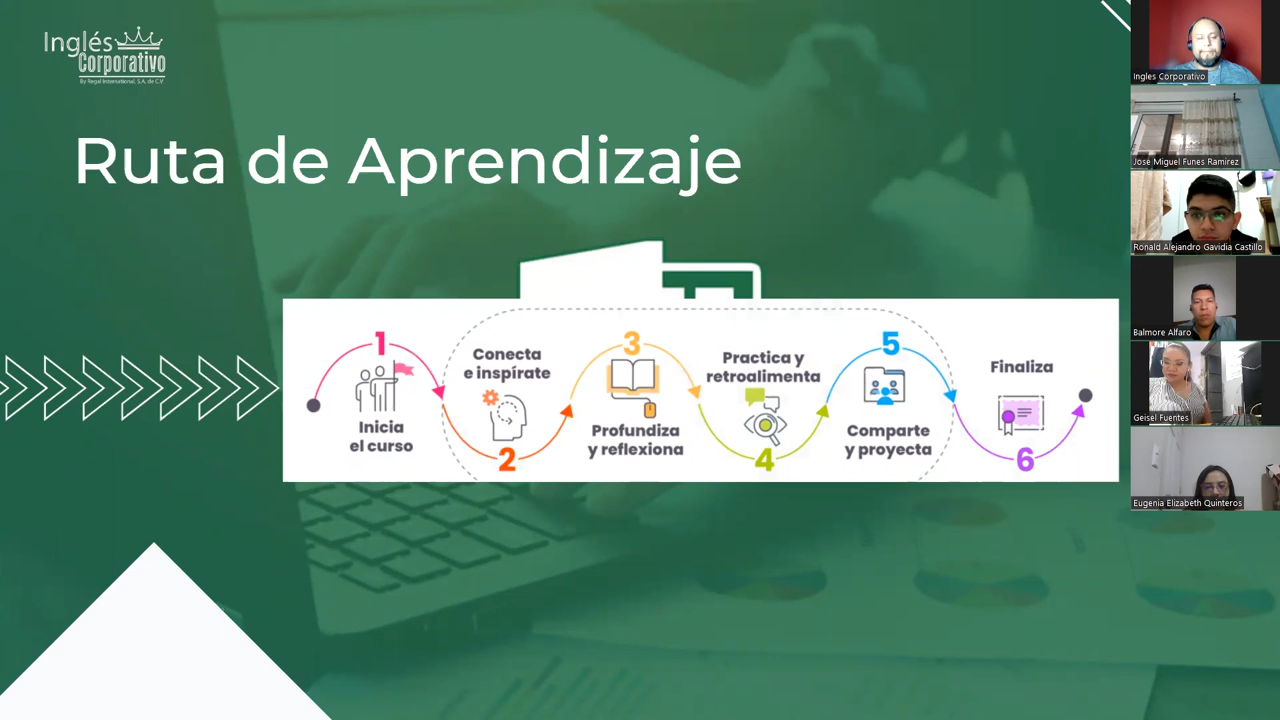 Inglés
Corporativo
By Regal International, S.A. de C.V
Ruta de Aprendizaje
1
Inicia
el curso
Conecta
e inspírate
2
3
Profundiza
y reflexiona
Practica y
retroalimenta
4
5
Comparte
y proyecta
Finaliza
6
Ingles Corporativo
José Miguel Funes Ramírez
Ronald Alejandro Gavidia Castillo
Balmore Alfaro
Geisel Fuentes
Eugenia Elizabeth Quinteros